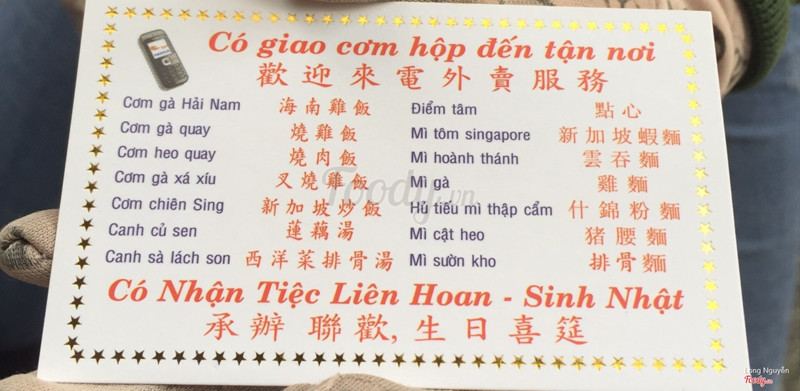 Có giao cơm hộp đến tận nơi
歡迎來電外賣服務
Cơm gà Hải Nam 海南雞飯
Cơm gà quay 燒雞飯
Cơm heo quay 燒肉飯
Cơm gà xá xíu 叉燒雞飯
Cơm chiên Sing 新加坡炒飯
Canh củ sen 蓮藕湯
Canh sà lách son 西洋菜排骨湯
Điểm tâm 點心
Mì tôm singapore 新加坡蝦麵
Mì hoành thánh 雲吞麵
Mì gà 雞麵
Hủ tiếu mì thập cẩm 什錦粉麵
Mì cật heo 猪腰麵
Mì sườn kho 排骨麵
Có Nhận Tiệc Liên Hoan - Sinh Nhật
承辦 聯歡, 生日喜筵
Foody.vn
Long Nguyễn
Foody.vn